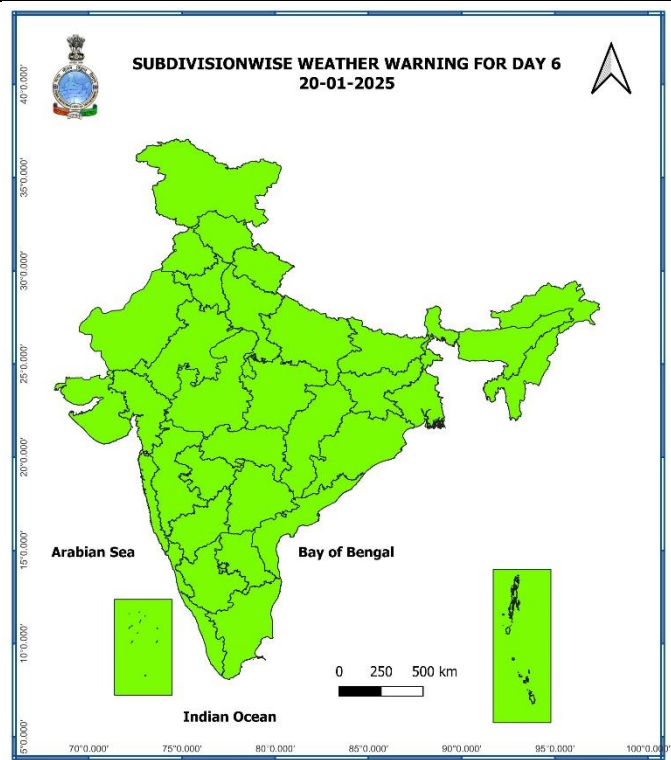 SUBDIVISIONWISE WEATHER WARNING FOR DAY 6
20-01-2025
40°0.000'
35°0.000'
30°0.000'
25°0.000'
20°0.000'
15°0.000'
10°0.000'
5°0.000'
Arabian Sea
Bay of Bengal
0 250 500 km
Indian Ocean
70°0.000' 75°0.000' 80°0.000' 85°0.000' 90°0.000' 95°0.000' 100°0.000'